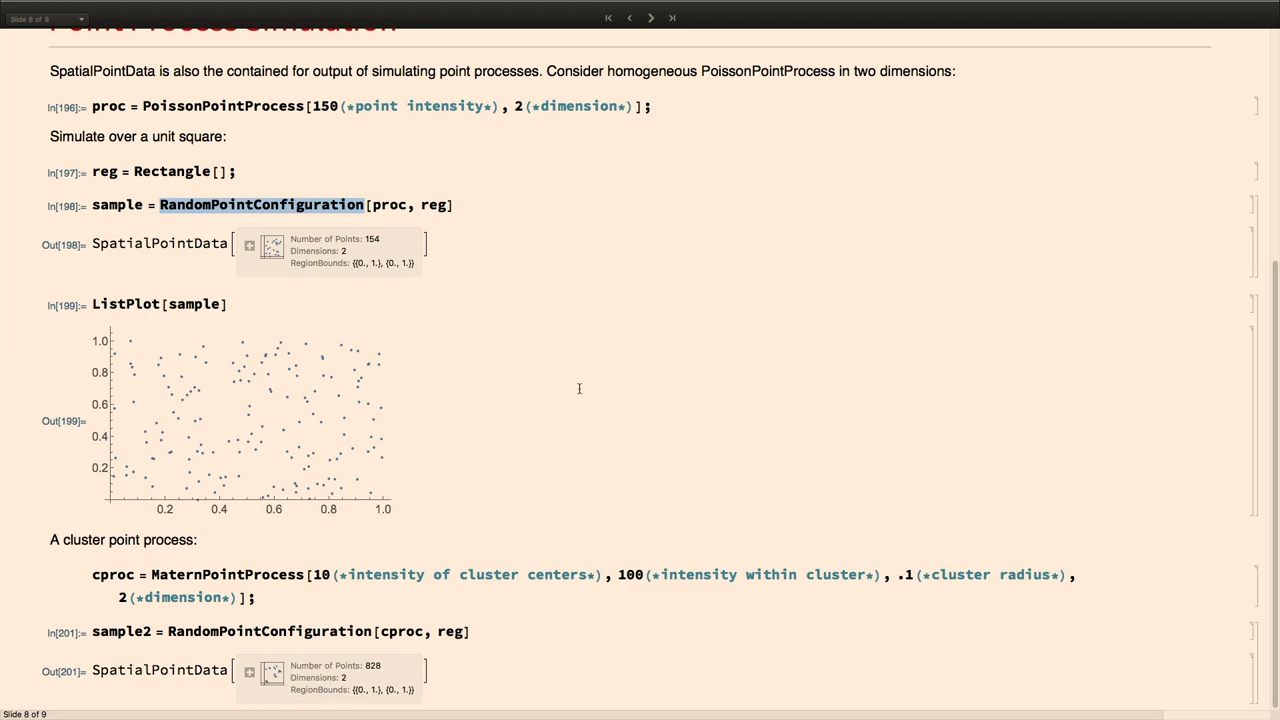 Slide 8 of 9
Point Process Simulation
SpatialPointData is also the contained for output of simulating point processes. Consider homogeneous PoissonPointProcess in two dimensions:
In[196]:= proc = PoissonPointProcess[150(*point intensity*), 2(*dimension*)];
Simulate over a unit square:
In[197]:= reg = Rectangle[];
In[198]:= sample = RandomPointConfiguration[proc, reg]
Out[198]= SpatialPointData[
Number of Points: 154
Dimensions: 2
RegionBounds: {{0., 1.}, {0., 1.}}
]
In[199]:= ListPlot[sample]
1.0
0.8
0.6
Out[199]=
0.4
0.2
0.2 0.4 0.6 0.8 1.0
A cluster point process:
cproc = MaternPointProcess[10(*intensity of cluster centers*), 100(*intensity within cluster*), .1(*cluster radius*),
2(*dimension*)];
In[201]:= sample2 = RandomPointConfiguration[cproc, reg]
Out[201]= SpatialPointData[
Number of Points: 828
Dimensions: 2
RegionBounds: {{0., 1.}, {0., 1.}}
]
Slide 8 of 9